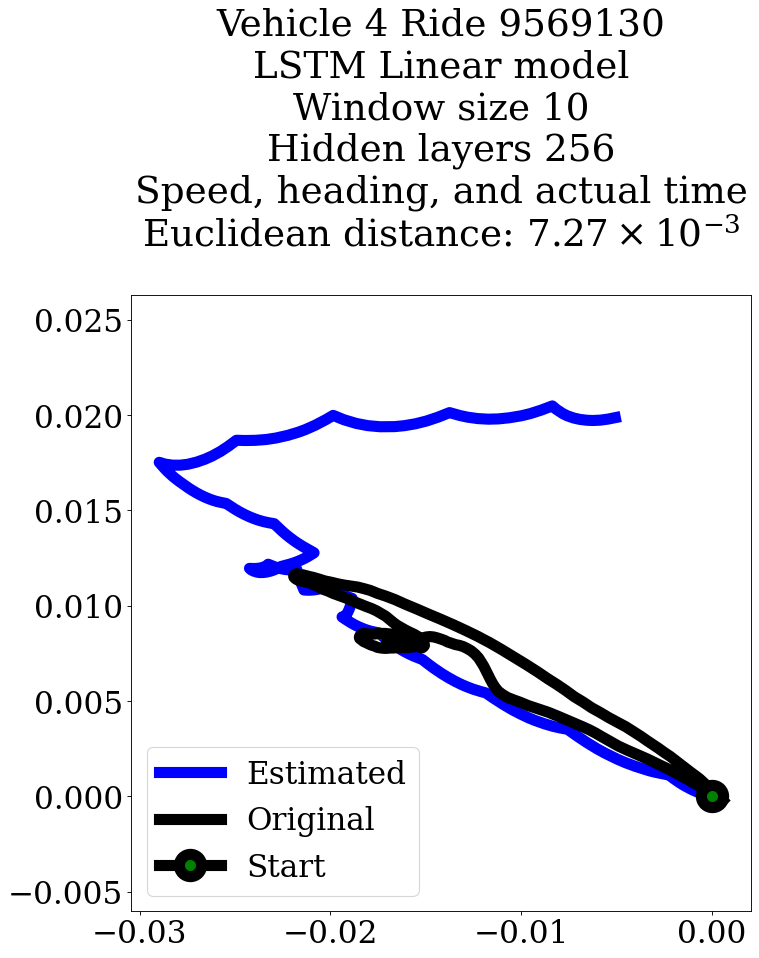 Vehicle 4 Ride 9569130
LSTM Linear model
Window size 10
Hidden layers 256
Speed, heading, and actual time
Euclidean distance: 7.27 × 10⁻³
0.025
0.020
0.015
0.010
0.005
0.000
−0.005
Estimated
Original
Start
−0.03
−0.02
−0.01
0.00